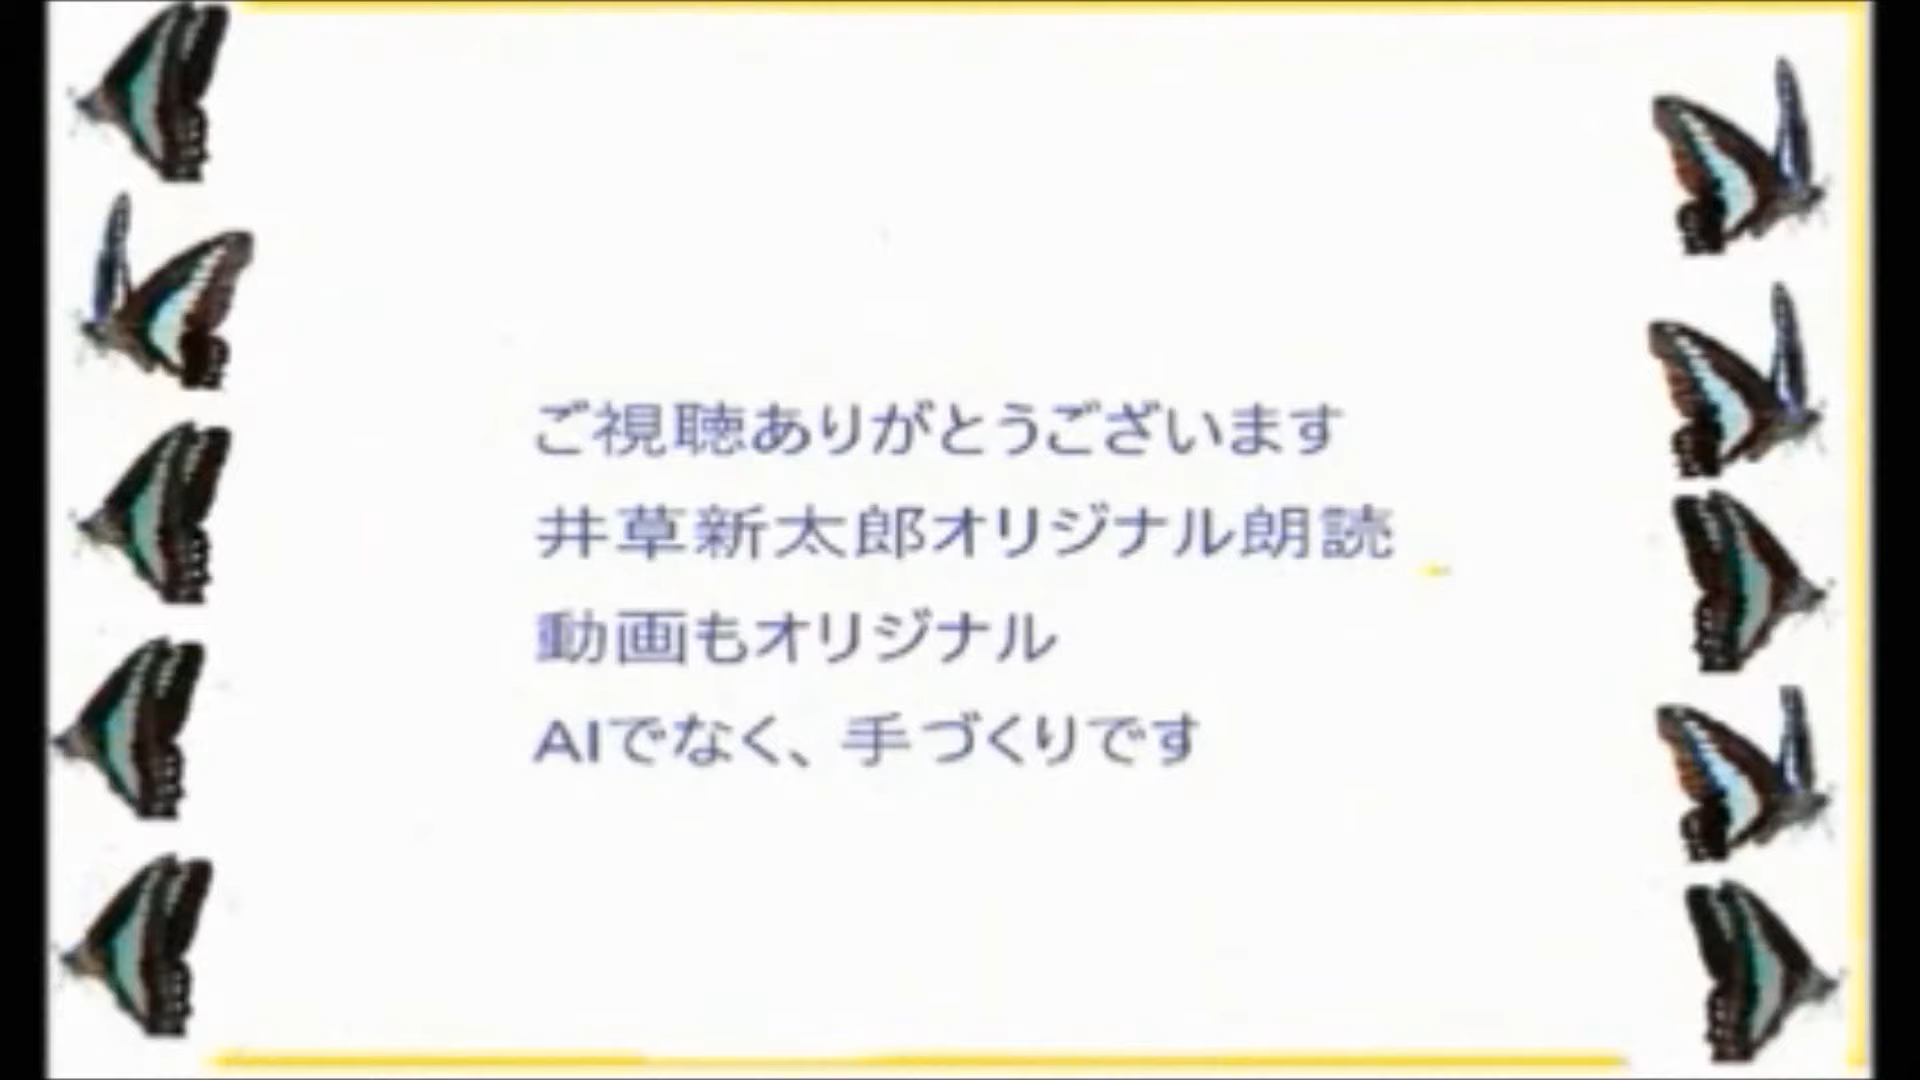 ご視聴ありがとうございます
井草新太郎オリジナル朗読
動画もオリジナル
AIでなく、手づくりです